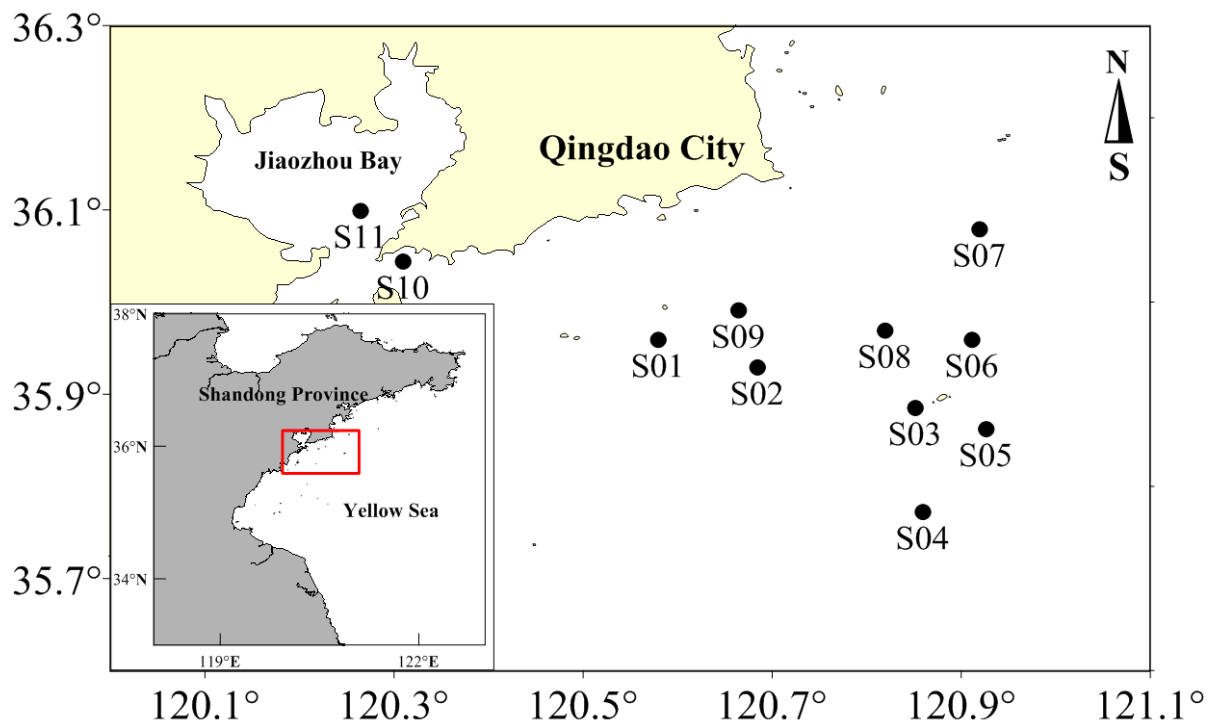 36.3°
N
S
Qingdao City
Jiaozhou Bay
36.1°
S11
S07
S10
S09
S01
S08
S06
S02
35.9°
S03
S05
S04
35.7°
38°N
Shandong Province
36°N
Yellow Sea
34°N
119°E
122°E
120.1°
120.3°
120.5°
120.7°
120.9°
121.1°